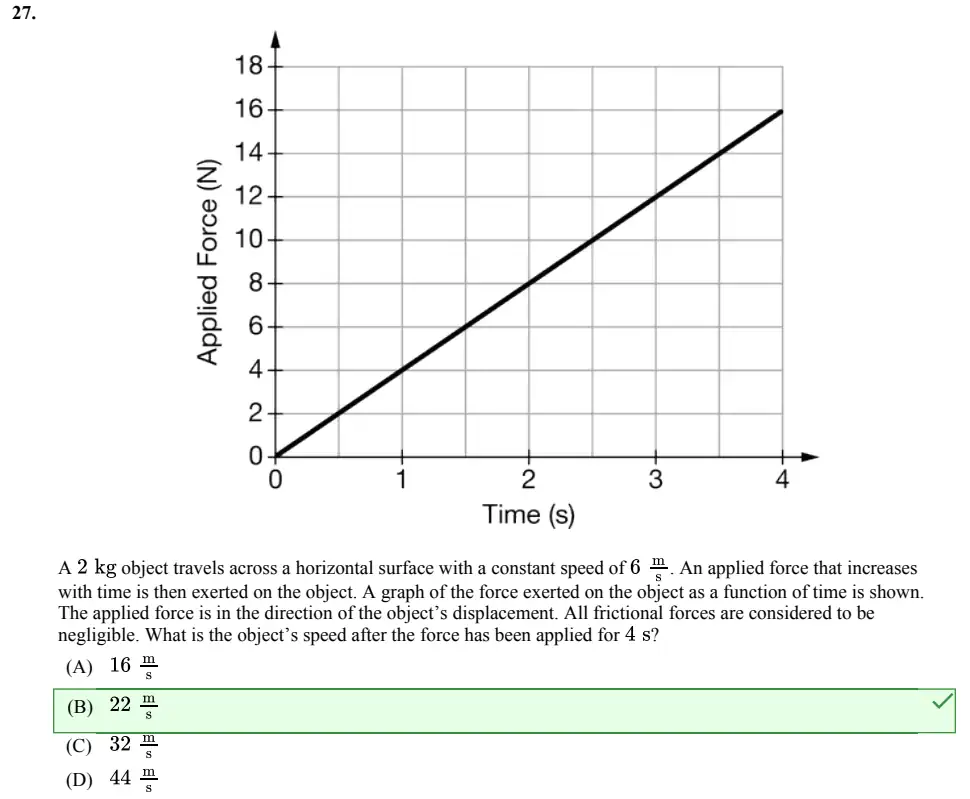 27.
18
16
14
12
10
8
6
4
2
0
Applied Force (N)
0 1 2 3 4
Time (s)
A 2 kg object travels across a horizontal surface with a constant speed of 6 m/s. An applied force that increases
with time is then exerted on the object. A graph of the force exerted on the object as a function of time is shown.
The applied force is in the direction of the object’s displacement. All frictional forces are considered to be
negligible. What is the object’s speed after the force has been applied for 4 s?
(A) 16 m/s
(B) 22 m/s
(C) 32 m/s
(D) 44 m/s